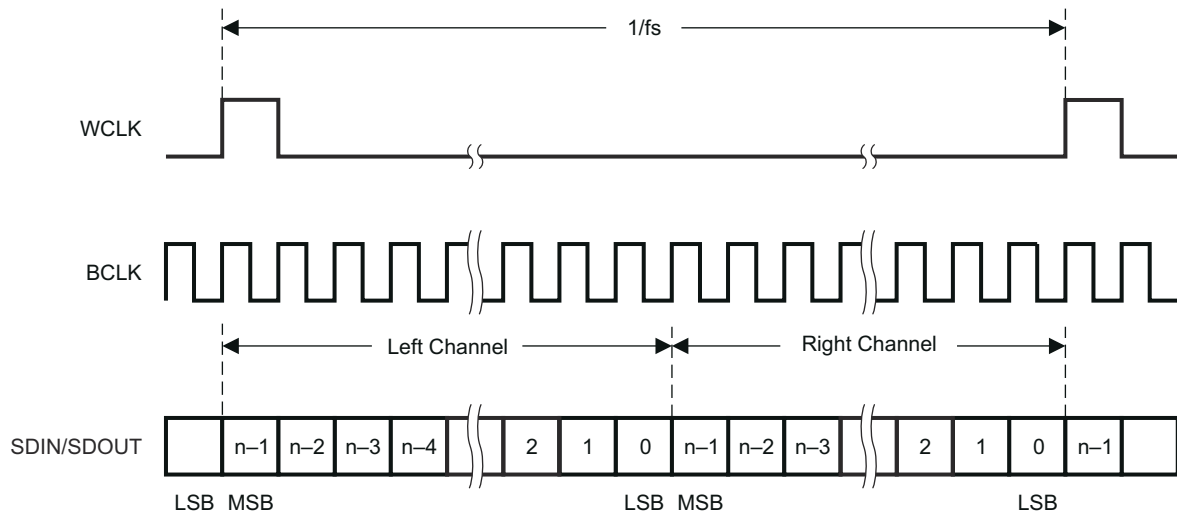 1/fs
WCLK
BCLK
Left Channel
Right Channel
SDIN/SDOUT
n–1 n–2 n–3 n–4 2 1 0 n–1 n–2 n–3 2 1 0 n–1
LSB MSB LSB MSB LSB